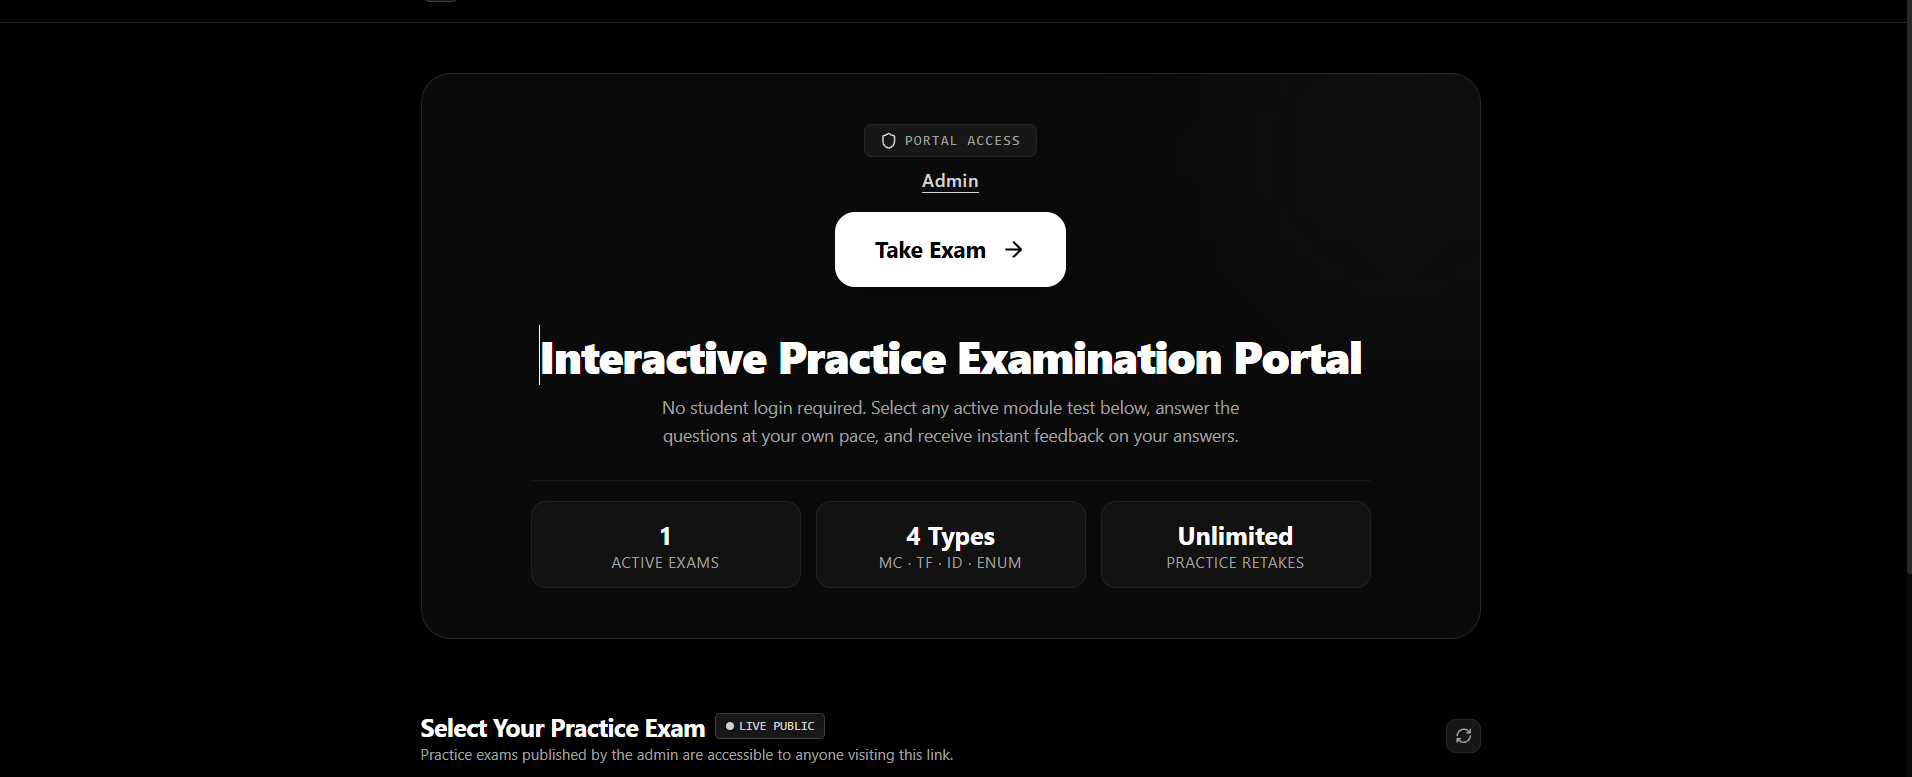 PORTAL ACCESS
Admin
Take Exam
Interactive Practice Examination Portal
No student login required. Select any active module test below, answer the
questions at your own pace, and receive instant feedback on your answers.
1
ACTIVE EXAMS
4 Types
MC · TF · ID · ENUM
Unlimited
PRACTICE RETAKES
Select Your Practice Exam
LIVE PUBLIC
Practice exams published by the admin are accessible to anyone visiting this link.